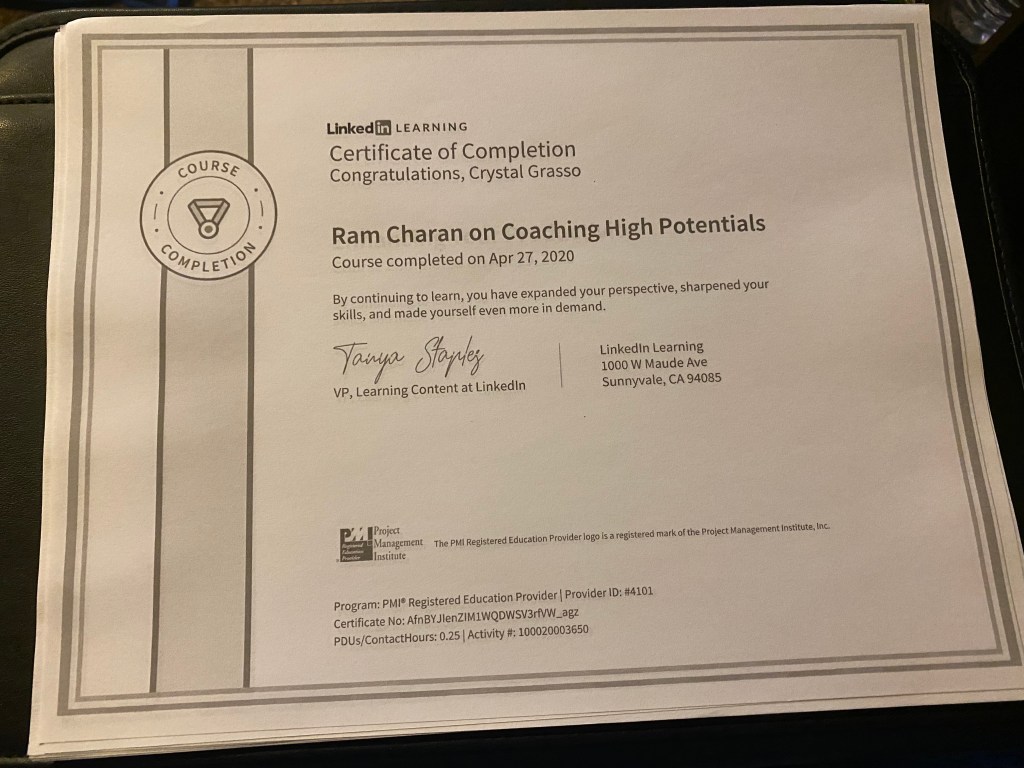 COURSE
COMPLETION
Linked in LEARNING
Certificate of Completion
Congratulations, Crystal Grasso
Ram Charan on Coaching High Potentials
Course completed on Apr 27, 2020
By continuing to learn, you have expanded your perspective, sharpened your
skills, and made yourself even more in demand.
Tanya Staples
VP, Learning Content at LinkedIn
LinkedIn Learning
1000 W Maude Ave
Sunnyvale, CA 94085
PMI
Registered
Education
Provider
Project
Management
Institute
The PMI Registered Education Provider logo is a registered mark of the Project Management Institute, Inc.
Program: PMI® Registered Education Provider | Provider ID: #4101
Certificate No: AfnBYJIenZIM1WQDWSV3rfVW_agz
PDUs/ContactHours: 0.25 | Activity #: 100020003650